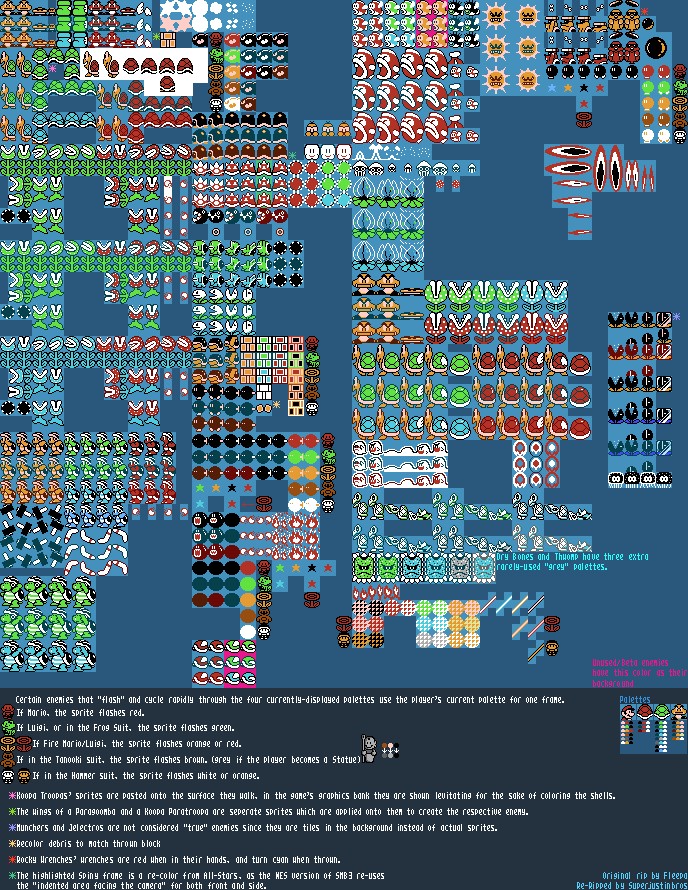 Dry Bones and Thwomp have three extra
rarely-used "grey" palettes.
Unused/Beta enemies
have this color as their
background
Certain enemies that "flash" and cycle rapidly through the four currently-displayed palettes use the player's current palette for one frame.
If Mario, the sprite flashes red.
If Luigi, or in the Frog Suit, the sprite flashes green.
If Fire Mario/Luigi, the sprite flashes orange or red.
If in the Tanooki suit, the sprite flashes brown. (grey if the player becomes a Statue)
If in the Hammer suit, the sprite flashes white or orange.
Palettes
*Koopa Troopas' sprites are pasted onto the surface they walk, in the game's graphics bank they are shown levitating for the sake of coloring the shells.
*The wings of a Paragoomba and a Koopa Paratroopa are seperate sprites which are applied onto them to create the respective enemy.
*Munchers and Jelectros are not considered "true" enemies since they are tiles in the background instead of actual sprites.
*Recolor debris to match thrown block
*Rocky Wrenches' wrenches are red when in their hands, and turn cyan when thrown.
*The highlighted Spiny frame is a re-color from All-Stars, as the NES version of SMB3 re-uses
the "indented area facing the camera" for both front and side.
Original rip by Fleepa
Re-Ripped by Superjustinbros